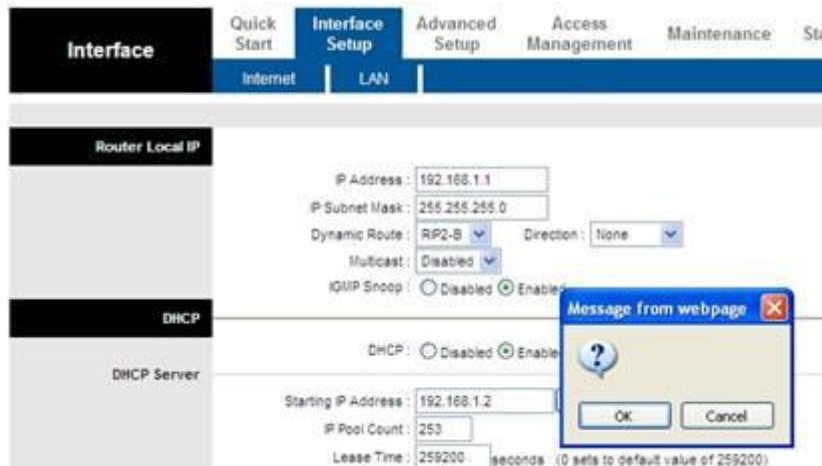 Interface
Quick Start
Interface Setup
Advanced Setup
Access Management
Maintenance
Internet
LAN
Router Local IP
IP Address : 192.168.1.1
IP Subnet Mask : 255.255.255.0
Dynamic Route : RIP2-B Direction : None
Multicast : Disabled
IGMP Snoop : Disabled Enabled
DHCP
DHCP : Disabled Enable
DHCP Server
Starting IP Address : 192.168.1.2
IP Pool Count : 253
Lease Time : 259200 seconds (0 sets to default value of 259200)
Message from webpage
?
OK Cancel